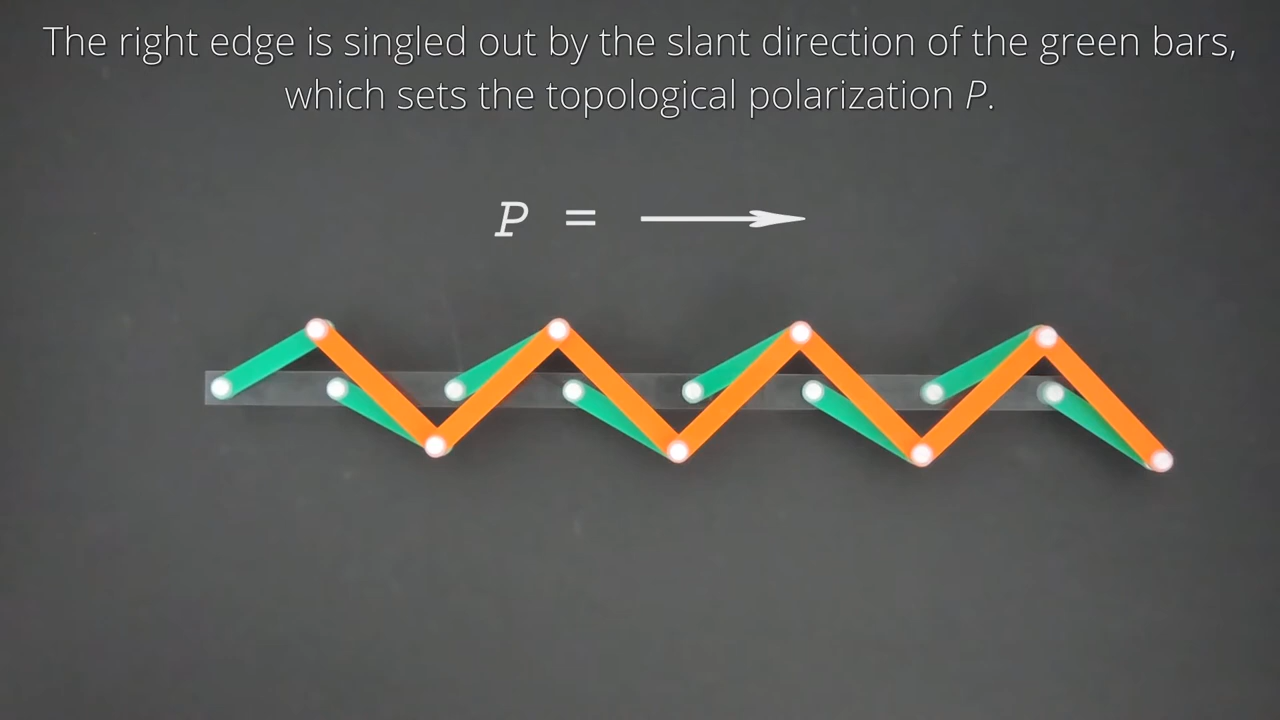 The right edge is singled out by the slant direction of the green bars,
which sets the topological polarization P.
P =